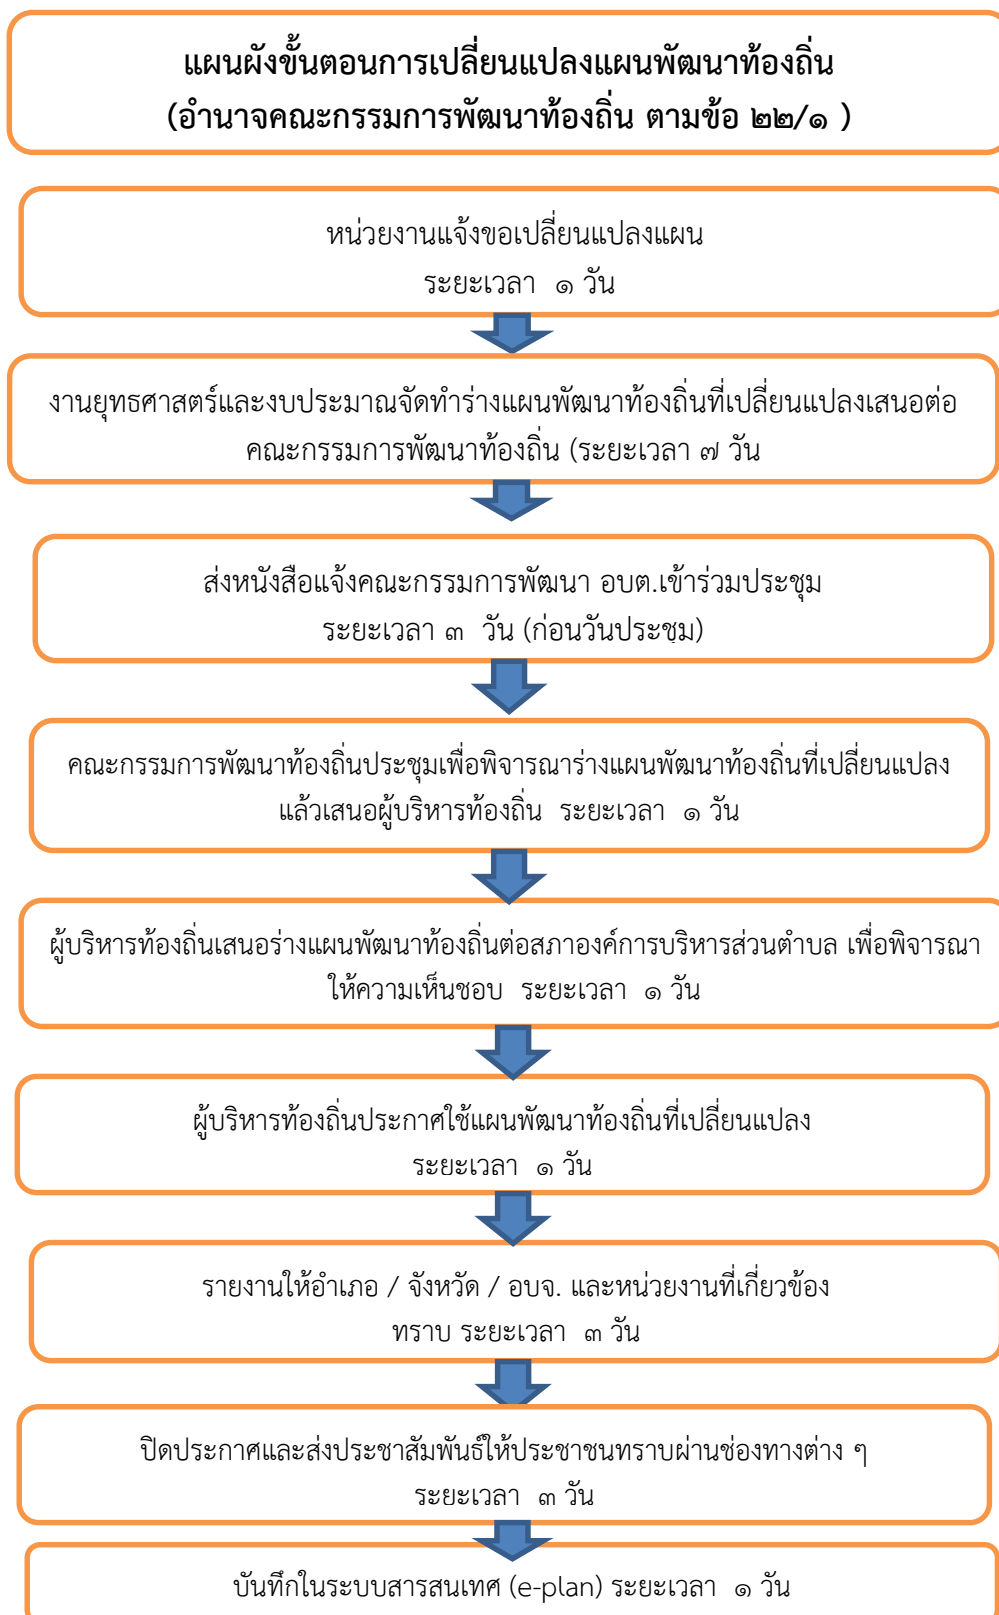 แผนผังขั้นตอนการเปลี่ยนแปลงแผนพัฒนาท้องถิ่น
(อำนาจคณะกรรมการพัฒนาท้องถิ่น ตามข้อ ๒๒/๑ )
หน่วยงานแจ้งขอเปลี่ยนแปลงแผน
ระยะเวลา ๑ วัน
งานยุทธศาสตร์และงบประมาณจัดทำร่างแผนพัฒนาท้องถิ่นที่เปลี่ยนแปลงเสนอต่อ
คณะกรรมการพัฒนาท้องถิ่น (ระยะเวลา ๗ วัน
ส่งหนังสือแจ้งคณะกรรมการพัฒนา อบต.เข้าร่วมประชุม
ระยะเวลา ๓ วัน (ก่อนวันประชุม)
คณะกรรมการพัฒนาท้องถิ่นประชุมเพื่อพิจารณาร่างแผนพัฒนาท้องถิ่นที่เปลี่ยนแปลง
แล้วเสนอผู้บริหารท้องถิ่น ระยะเวลา ๑ วัน
ผู้บริหารท้องถิ่นเสนอร่างแผนพัฒนาท้องถิ่นต่อสภาองค์การบริหารส่วนตำบล เพื่อพิจารณา
ให้ความเห็นชอบ ระยะเวลา ๑ วัน
ผู้บริหารท้องถิ่นประกาศใช้แผนพัฒนาท้องถิ่นที่เปลี่ยนแปลง
ระยะเวลา ๑ วัน
รายงานให้อำเภอ / จังหวัด / อบจ. และหน่วยงานที่เกี่ยวข้อง
ทราบ ระยะเวลา ๓ วัน
ปิดประกาศและส่งประชาสัมพันธ์ให้ประชาชนทราบผ่านช่องทางต่าง ๆ
ระยะเวลา ๓ วัน
บันทึกในระบบสารสนเทศ (e-plan) ระยะเวลา ๑ วัน